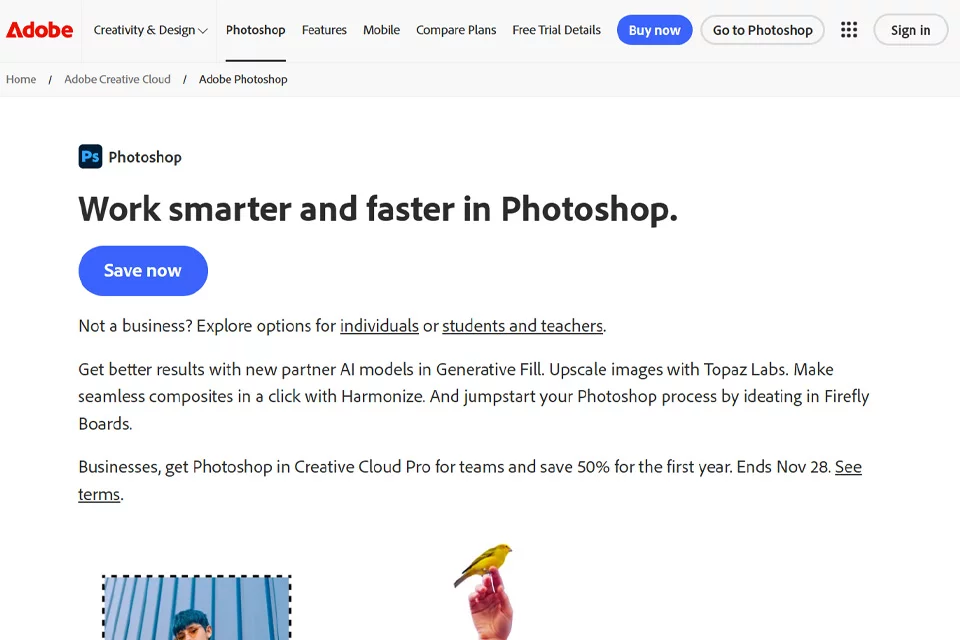 Adobe Creativity & Design Photoshop Features Mobile Compare Plans Free Trial Details Buy now Go to Photoshop Sign in
Home / Adobe Creative Cloud / Adobe Photoshop
Ps Photoshop
Work smarter and faster in Photoshop.
Save now
Not a business? Explore options for individuals or students and teachers.
Get better results with new partner AI models in Generative Fill. Upscale images with Topaz Labs. Make
seamless composites in a click with Harmonize. And jumpstart your Photoshop process by ideating in Firefly
Boards.
Businesses, get Photoshop in Creative Cloud Pro for teams and save 50% for the first year. Ends Nov 28. See
terms.